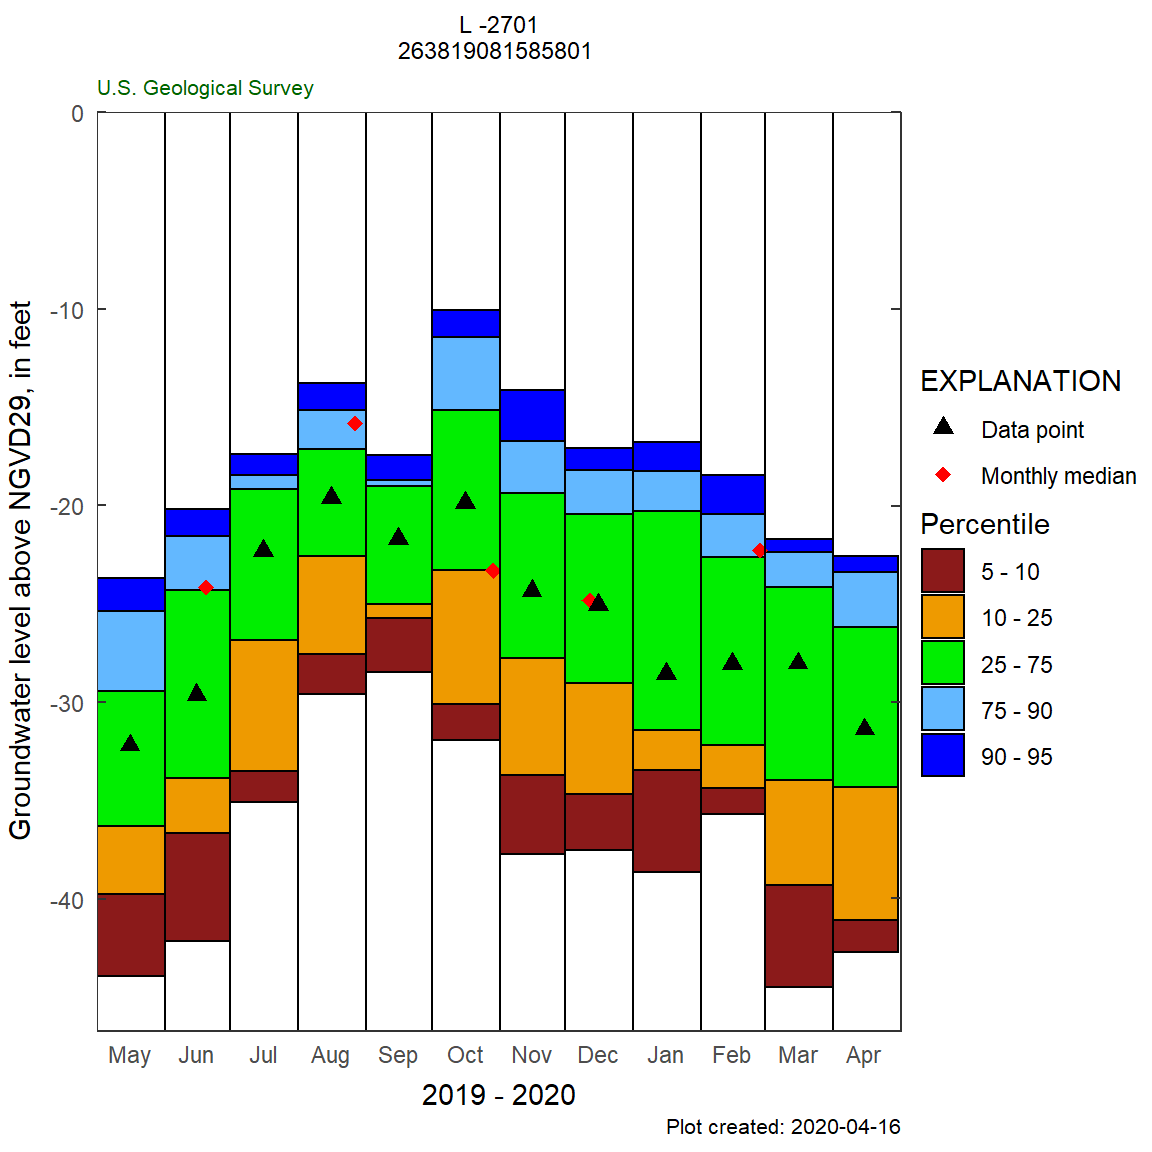 L -2701
263819081585801
U.S. Geological Survey
0
-10
-20
-30
-40
Groundwater level above NGVD29, in feet
May Jun Jul Aug Sep Oct Nov Dec Jan Feb Mar Apr
2019 - 2020
Plot created: 2020-04-16
EXPLANATION
Data point
Monthly median
Percentile
5 - 10
10 - 25
25 - 75
75 - 90
90 - 95